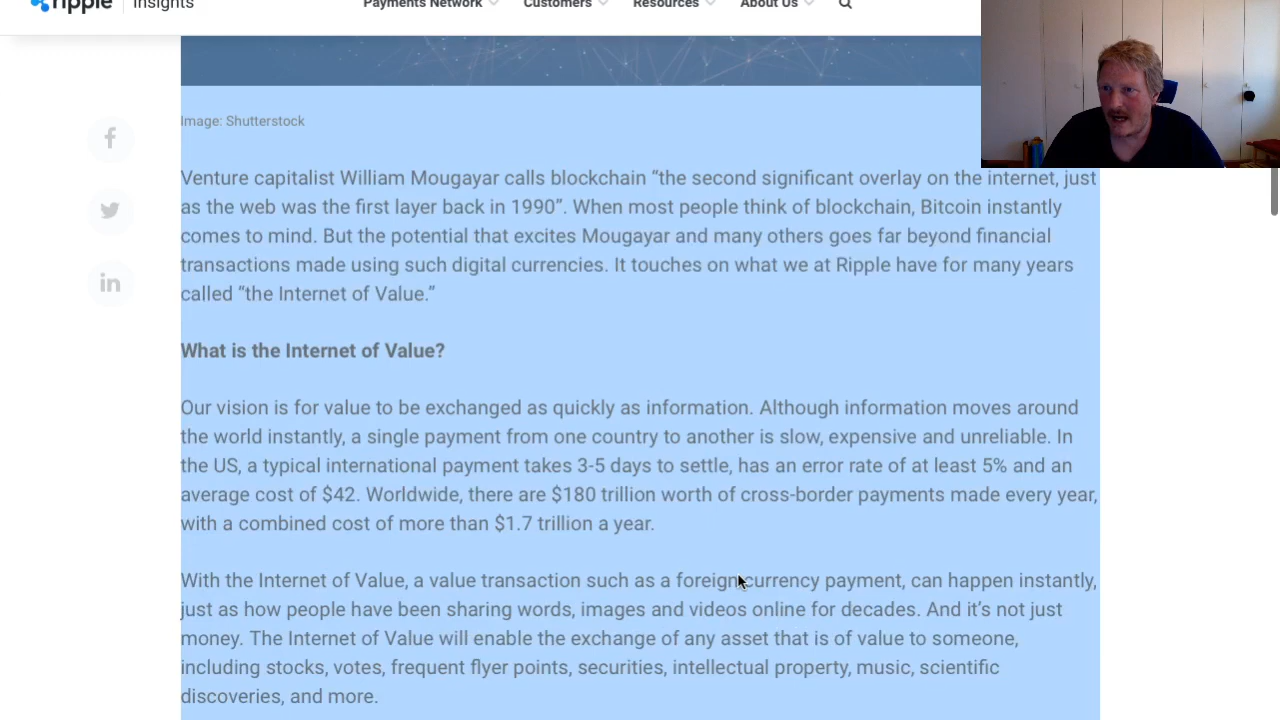 ripple Insights Payments Network Customers Resources About Us
Image: Shutterstock
Venture capitalist William Mougayar calls blockchain “the second significant overlay on the internet, just
as the web was the first layer back in 1990”. When most people think of blockchain, Bitcoin instantly
comes to mind. But the potential that excites Mougayar and many others goes far beyond financial
transactions made using such digital currencies. It touches on what we at Ripple have for many years
called “the Internet of Value.”
What is the Internet of Value?
Our vision is for value to be exchanged as quickly as information. Although information moves around
the world instantly, a single payment from one country to another is slow, expensive and unreliable. In
the US, a typical international payment takes 3-5 days to settle, has an error rate of at least 5% and an
average cost of $42. Worldwide, there are $180 trillion worth of cross-border payments made every year,
with a combined cost of more than $1.7 trillion a year.
With the Internet of Value, a value transaction such as a foreign currency payment, can happen instantly,
just as how people have been sharing words, images and videos online for decades. And it’s not just
money. The Internet of Value will enable the exchange of any asset that is of value to someone,
including stocks, votes, frequent flyer points, securities, intellectual property, music, scientific
discoveries, and more.